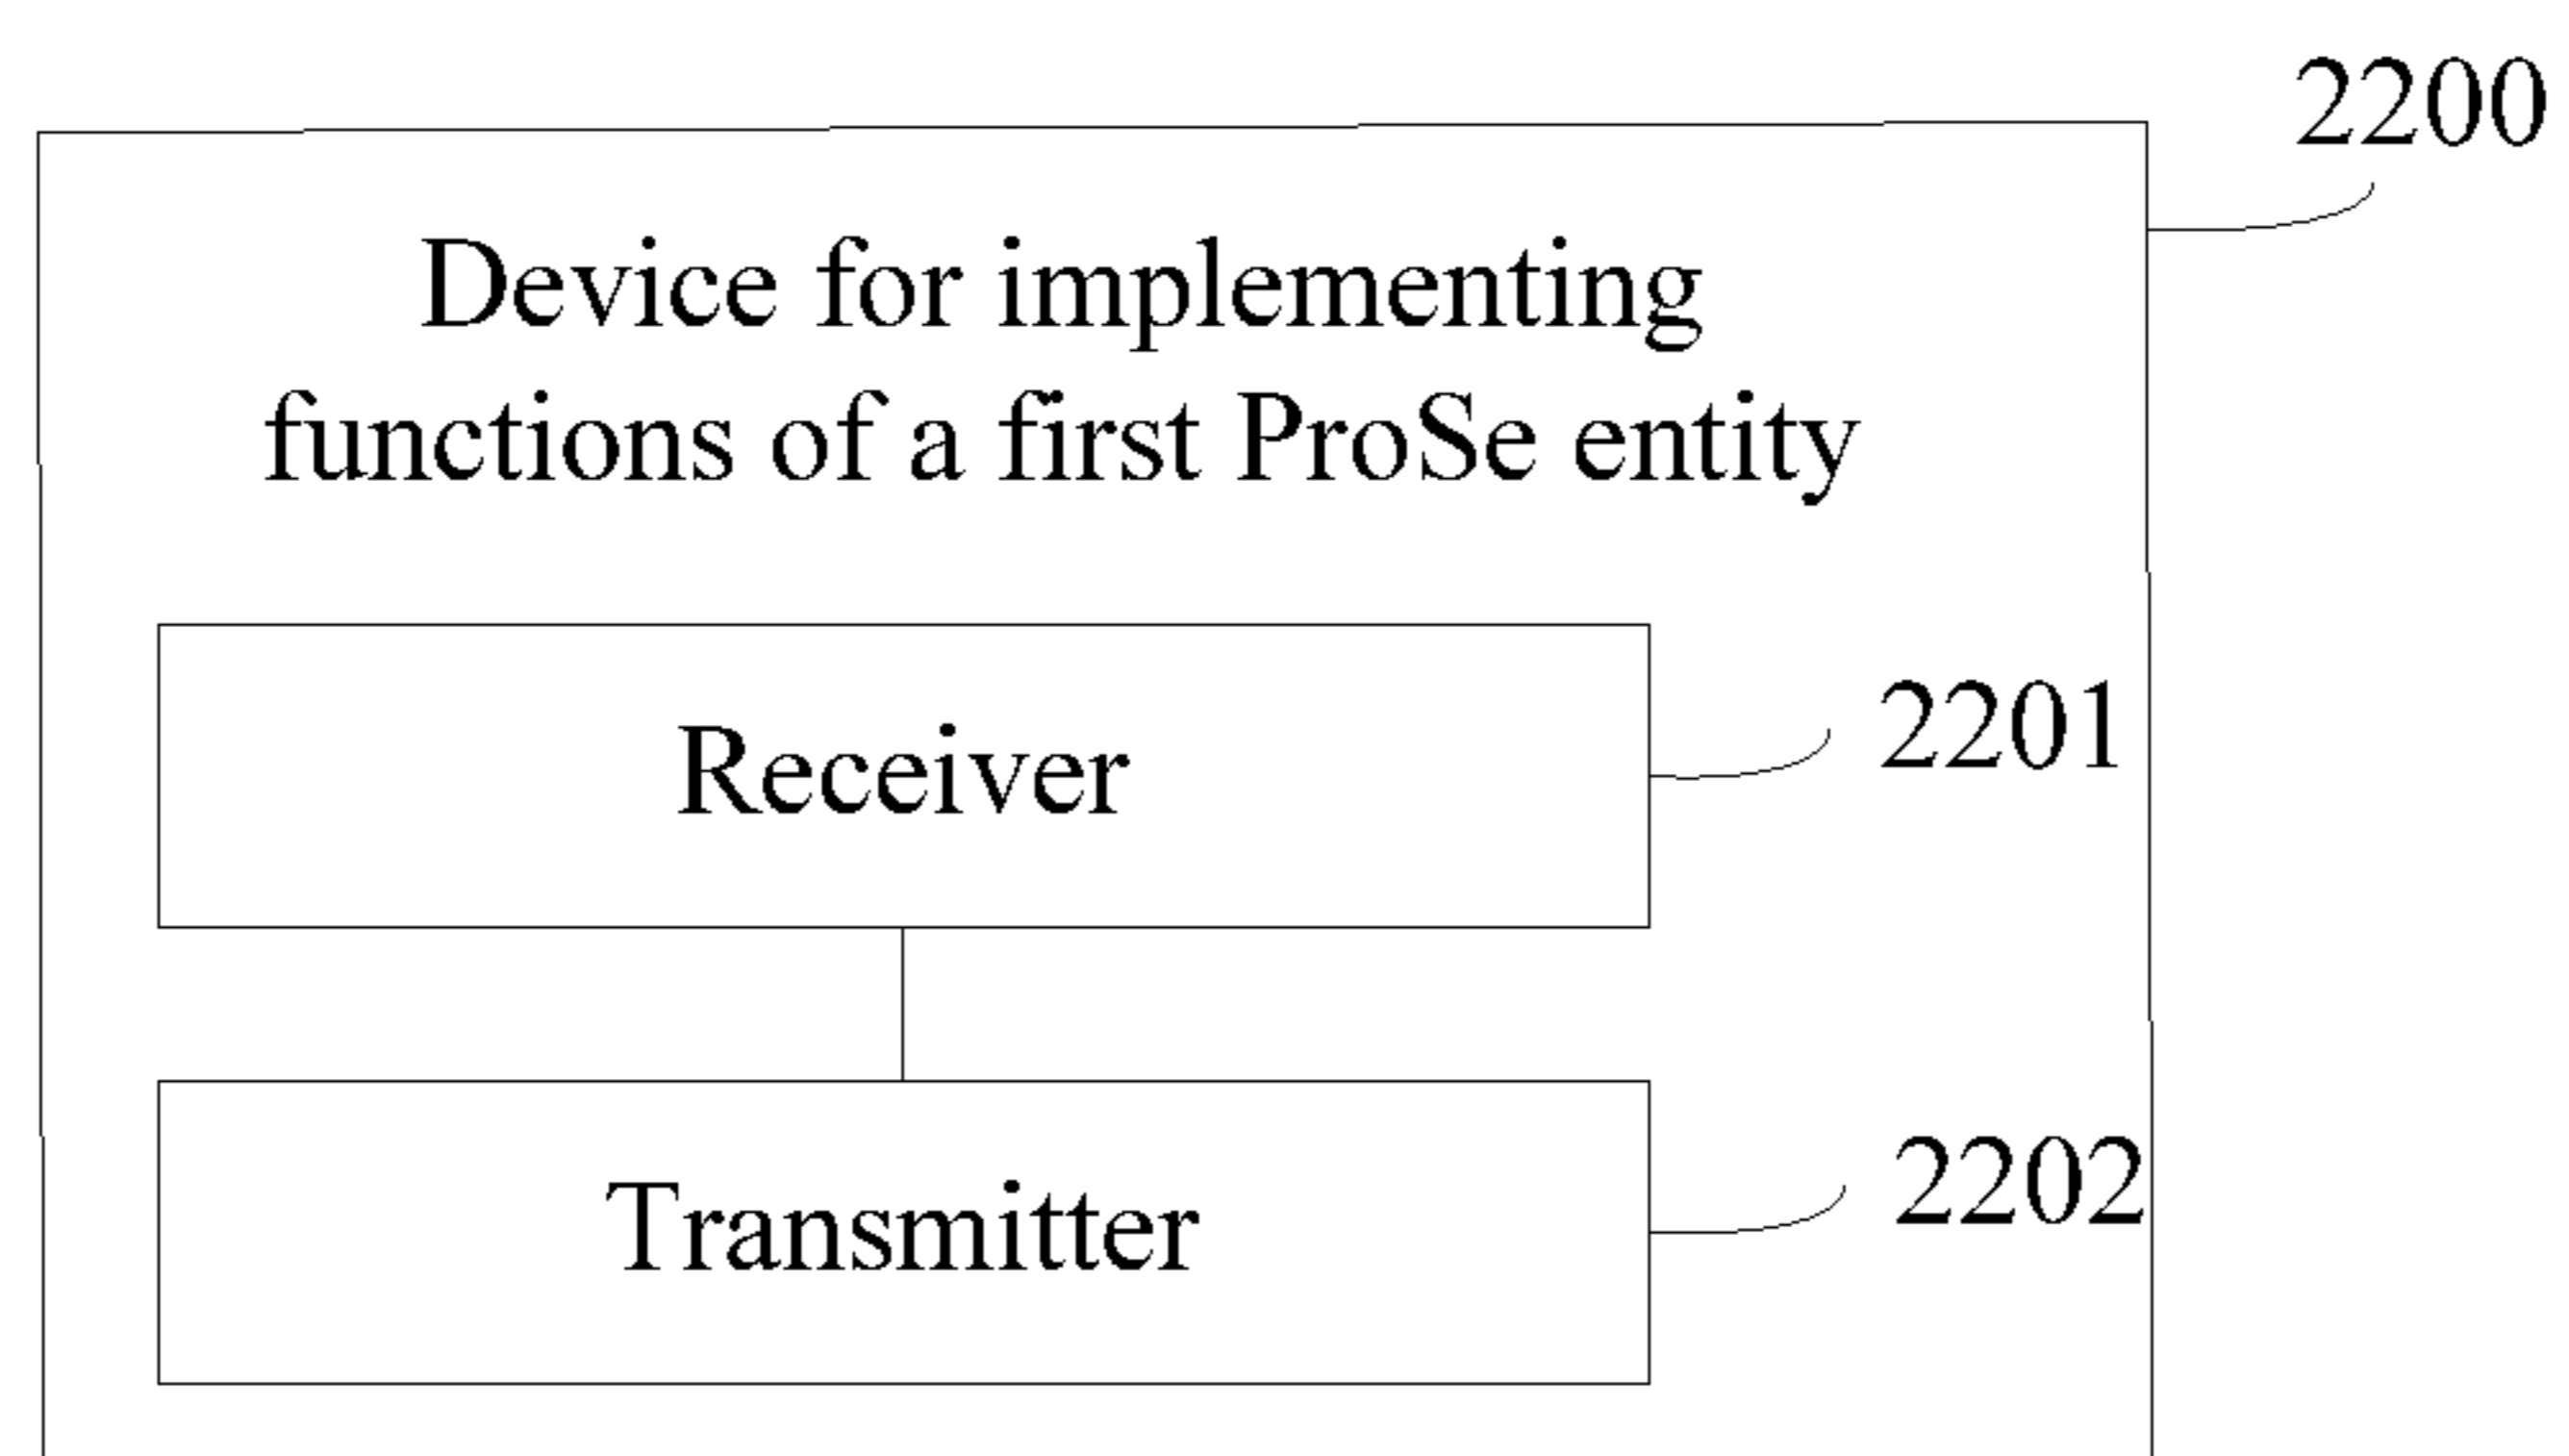 2200
Device for implementing
functions of a first ProSe entity
Receiver
2201
Transmitter
2202